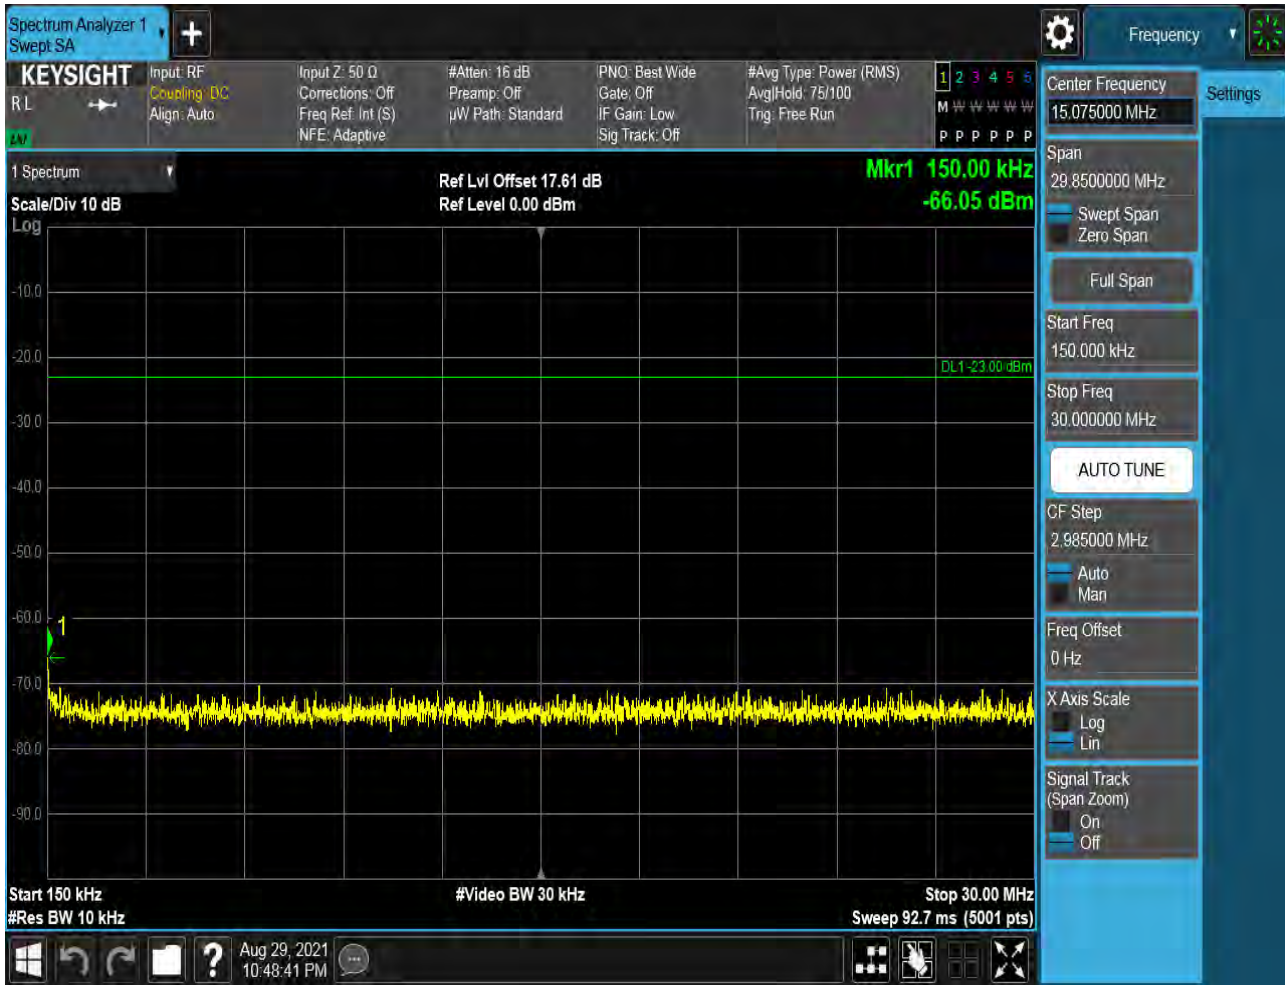 Spectrum Analyzer 1
Swept SA
Frequency
KEYSIGHT
R L
LNI
Input: RF
Coupling: DC
Align: Auto
Input Z: 50 Ω
Corrections: Off
Freq Ref: Int (S)
NFE: Adaptive
#Atten: 16 dB
Preamp: Off
µW Path: Standard
PNO: Best Wide
Gate: Off
IF Gain: Low
Sig Track: Off
#Avg Type: Power (RMS)
Avg|Hold: 75/100
Trig: Free Run
1 2 3 4 5 6
M W W W W W
P P P P P P
1 Spectrum
Scale/Div 10 dB
Log
Ref Lvl Offset 17.61 dB
Ref Level 0.00 dBm
Mkr1 150.00 kHz
-66.05 dBm
-10.0
-20.0
DL1 -23.00 dBm
-30.0
-40.0
-50.0
-60.0
1
-70.0
-80.0
-90.0
Start 150 kHz
#Video BW 30 kHz
Stop 30.00 MHz
#Res BW 10 kHz
Sweep 92.7 ms (5001 pts)
Center Frequency
15.075000 MHz
Settings
Span
29.8500000 MHz
Swept Span
Zero Span
Full Span
Start Freq
150.000 kHz
Stop Freq
30.000000 MHz
AUTO TUNE
CF Step
2.985000 MHz
Auto
Man
Freq Offset
0 Hz
X Axis Scale
Log
Lin
Signal Track
(Span Zoom)
On
Off
?
Aug 29, 2021
10:48:41 PM